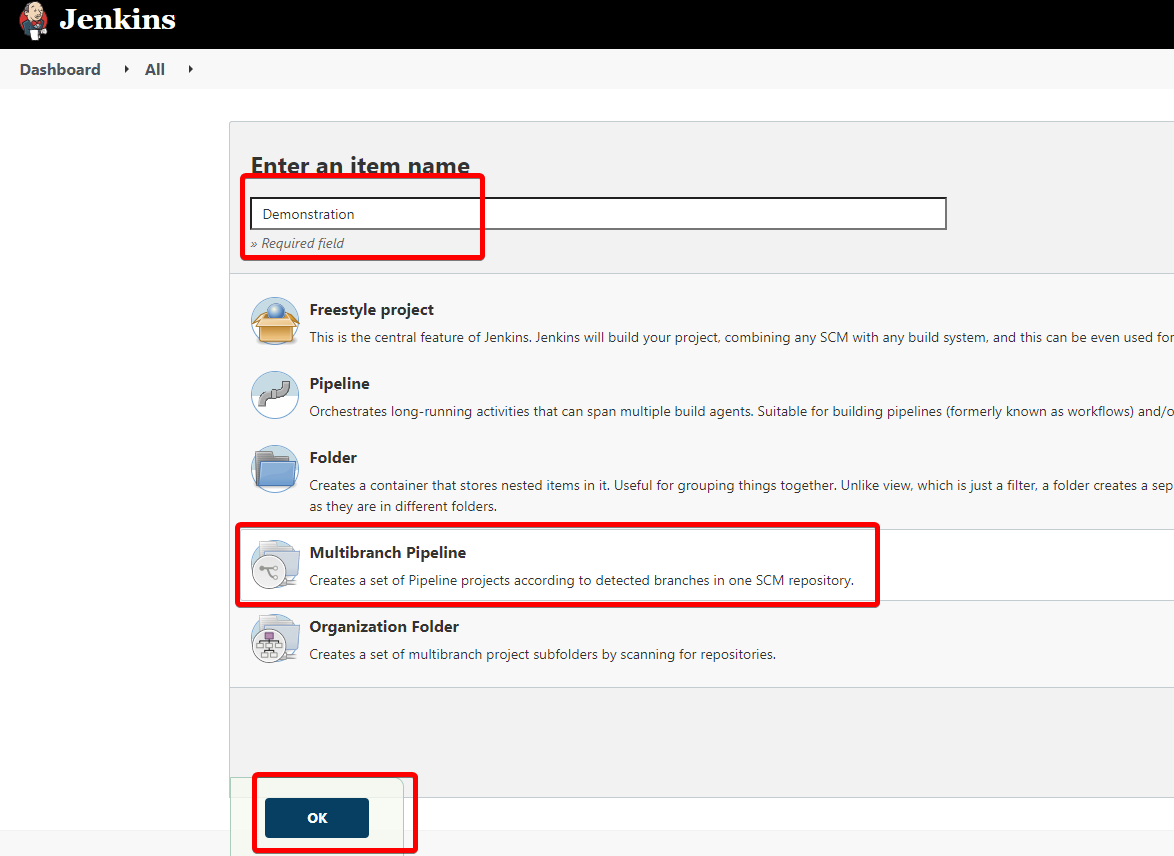 Jenkins
Dashboard
All
Enter an item name
Demonstration
» Required field
Freestyle project
This is the central feature of Jenkins. Jenkins will build your project, combining any SCM with any build system, and this can be even used for
Pipeline
Orchestrates long-running activities that can span multiple build agents. Suitable for building pipelines (formerly known as workflows) and/o
Folder
Creates a container that stores nested items in it. Useful for grouping things together. Unlike view, which is just a filter, a folder creates a sep
as they are in different folders.
Multibranch Pipeline
Creates a set of Pipeline projects according to detected branches in one SCM repository.
Organization Folder
Creates a set of multibranch project subfolders by scanning for repositories.
OK